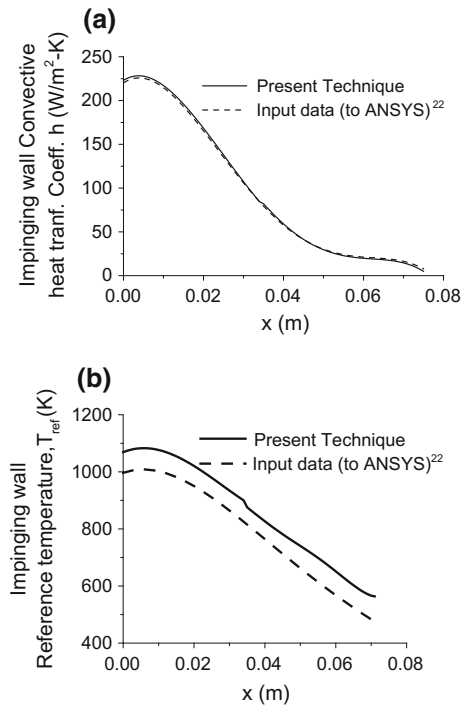 (a)
Impinging wall Convective
heat tranf. Coeff. h (W/m²-K)
250
200
150
100
50
0
Present Technique
Input data (to ANSYS)²²
0.00 0.02 0.04 0.06 0.08
x (m)
(b)
Impinging wall
Reference temperature, T_ref (K)
1200
1000
800
600
400
Present Technique
Input data (to ANSYS)²²
0.00 0.02 0.04 0.06 0.08
x (m)